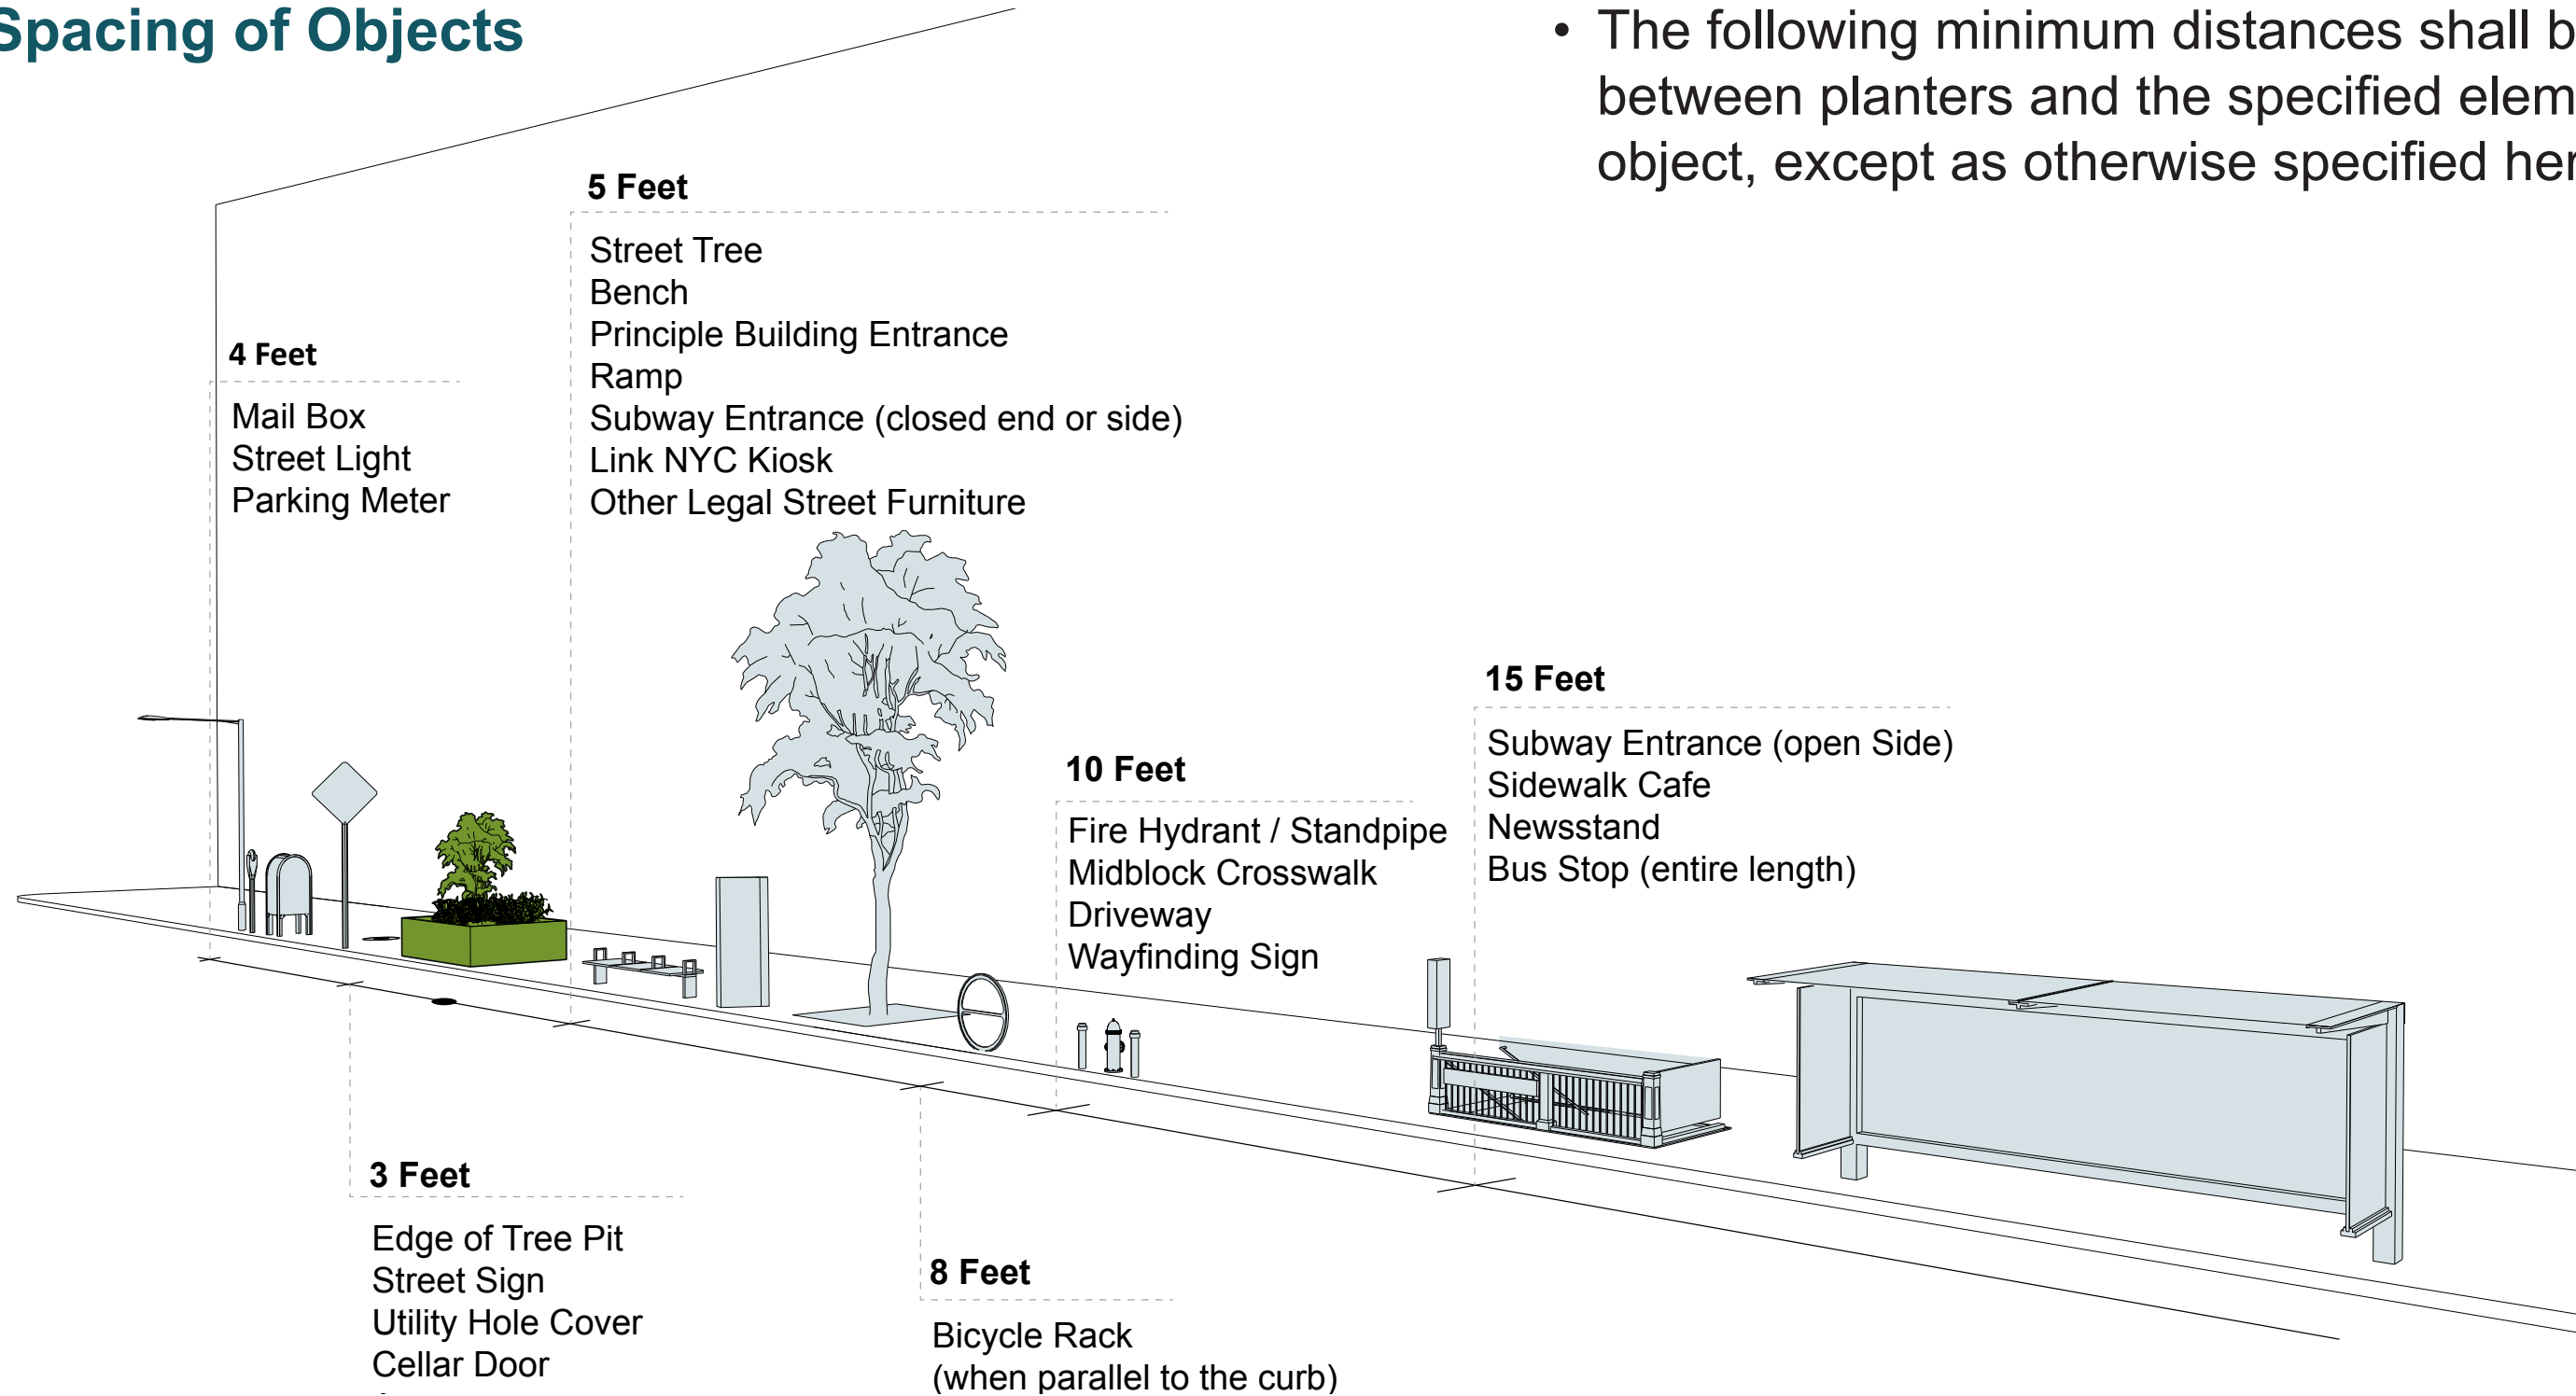 Spacing of Objects
• The following minimum distances shall b
between planters and the specified elem
object, except as otherwise specified her
5 Feet
Street Tree
Bench
Principle Building Entrance
Ramp
Subway Entrance (closed end or side)
Link NYC Kiosk
Other Legal Street Furniture
4 Feet
Mail Box
Street Light
Parking Meter
15 Feet
Subway Entrance (open Side)
Sidewalk Cafe
Newsstand
Bus Stop (entire length)
10 Feet
Fire Hydrant / Standpipe
Midblock Crosswalk
Driveway
Wayfinding Sign
3 Feet
Edge of Tree Pit
Street Sign
Utility Hole Cover
Cellar Door
8 Feet
Bicycle Rack
(when parallel to the curb)